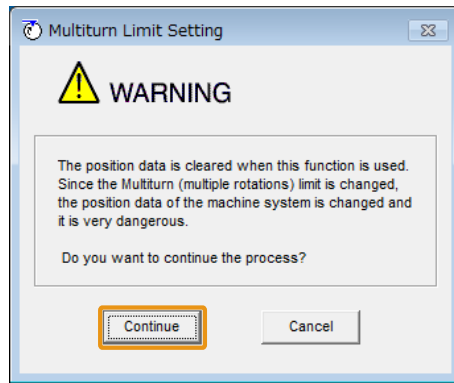 Multiturn Limit Setting
WARNING
The position data is cleared when this function is used.
Since the Multiturn (multiple rotations) limit is changed,
the position data of the machine system is changed and
it is very dangerous.
Do you want to continue the process?
Continue
Cancel